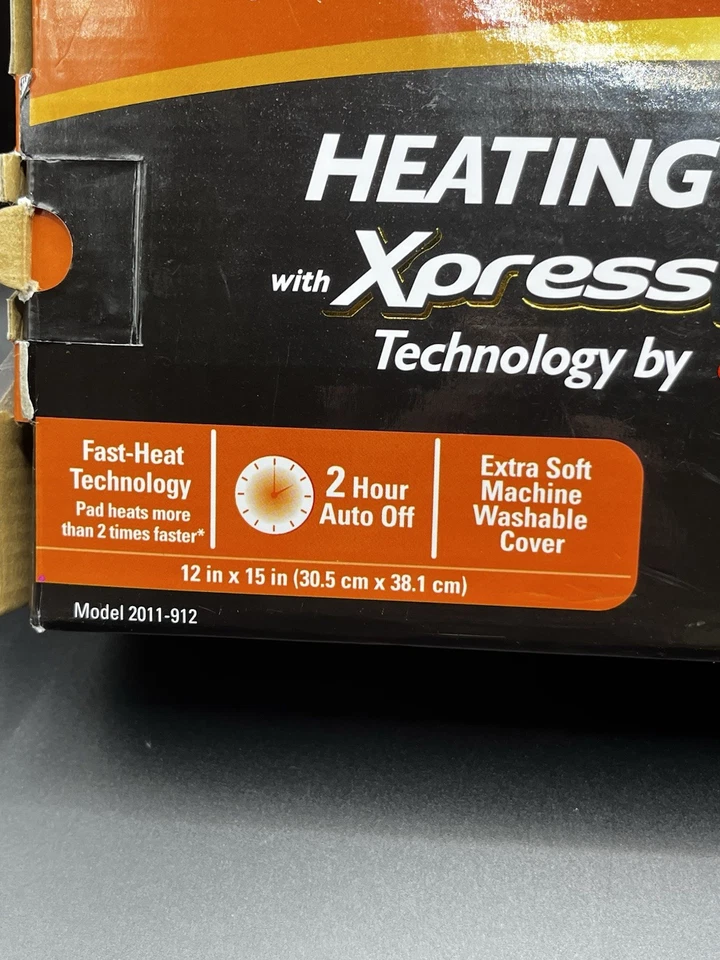 HEATING
with Xpress
Technology by
Fast-Heat
Technology
Pad heats more
than 2 times faster*
2 Hour
Auto Off
Extra Soft
Machine
Washable
Cover
12 in x 15 in (30.5 cm x 38.1 cm)
Model 2011-912